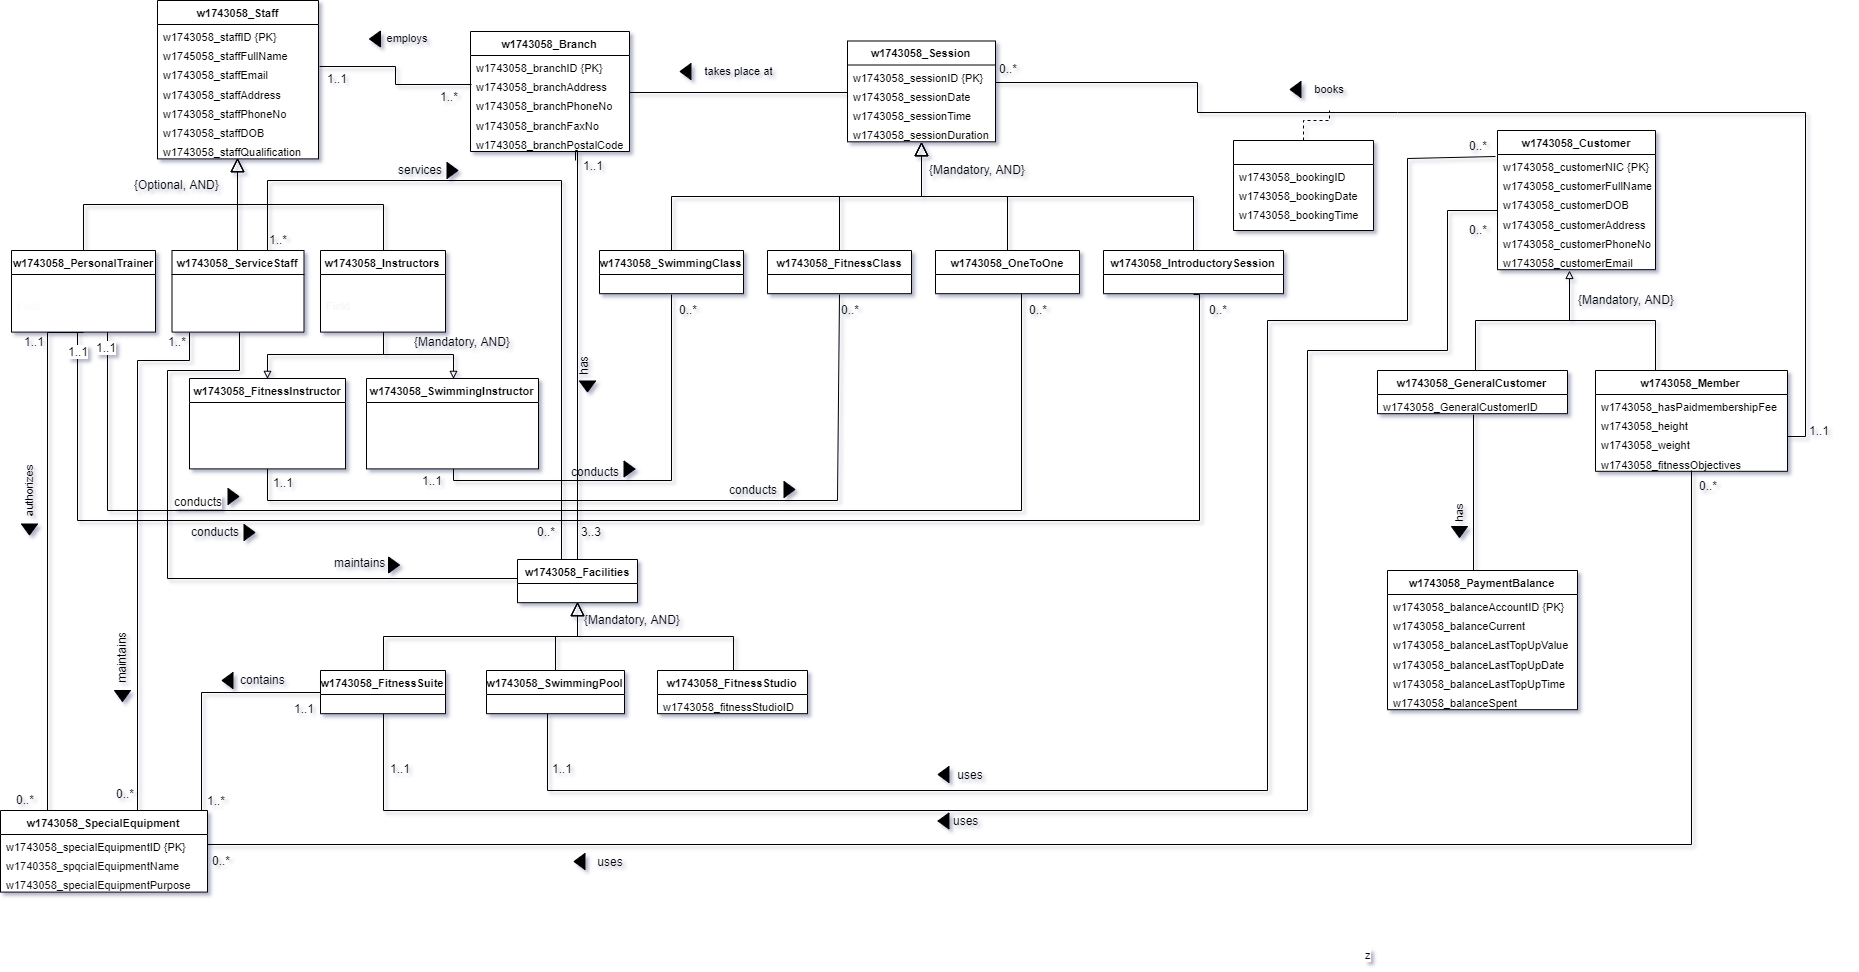 w1743058_Staff
w1743058_staffID {PK}
w1745058_staffFullName
w1743058_staffEmail
w1743058_staffAddress
w1743058_staffPhoneNo
w1743058_staffDOB
w1743058_staffQualification
employs
1..1
1..*
w1743058_Branch
w1743058_branchID {PK}
w1743058_branchAddress
w1743058_branchPhoneNo
w1743058_branchFaxNo
w1743058_branchPostalCode
1..1
takes place at
w1743058_Session
w1743058_sessionID {PK}
w1743058_sessionDate
w1743058_sessionTime
w1743058_sessionDuration
0..*
books
w1743058_bookingID
w1743058_bookingDate
w1743058_bookingTime
0..*
0..*
w1743058_Customer
w1743058_customerNIC {PK}
w1743058_customerFullName
w1743058_customerDOB
w1743058_customerAddress
w1743058_customerPhoneNo
w1743058_customerEmail
{Optional, AND}
services
1..*
{Mandatory, AND}
{Mandatory, AND}
w1743058_PersonalTrainer
w1743058_ServiceStaff
w1743058_Instructors
w1743058_SwimmingClass
w1743058_FitnessClass
w1743058_OneToOne
w1743058_IntroductorySession
0..*
0..*
0..*
0..*
1..1
1..1
1..1
1..*
{Mandatory, AND}
has
w1743058_FitnessInstructor
w1743058_SwimmingInstructor
w1743058_GeneralCustomer
w1743058_GeneralCustomerID
w1743058_Member
w1743058_hasPaidmembershipFee
w1743058_height
w1743058_weight
w1743058_fitnessObjectives
1..1
0..*
1..1
1..1
conducts
conducts
conducts
conducts
authorizes
0..*
3..3
has
maintains
w1743058_Facilities
{Mandatory, AND}
w1743058_PaymentBalance
w1743058_balanceAccountID {PK}
w1743058_balanceCurrent
w1743058_balanceLastTopUpValue
w1743058_balanceLastTopUpDate
w1743058_balanceLastTopUpTime
w1743058_balanceSpent
maintains
contains
1..1
w1743058_FitnessSuite
w1743058_SwimmingPool
w1743058_FitnessStudio
w1743058_fitnessStudioID
1..1
1..1
uses
uses
uses
0..*
0..*
1..*
w1743058_SpecialEquipment
w1743058_specialEquipmentID {PK}
w1740358_spqcialEquipmentName
w1743058_specialEquipmentPurpose
0..*
z